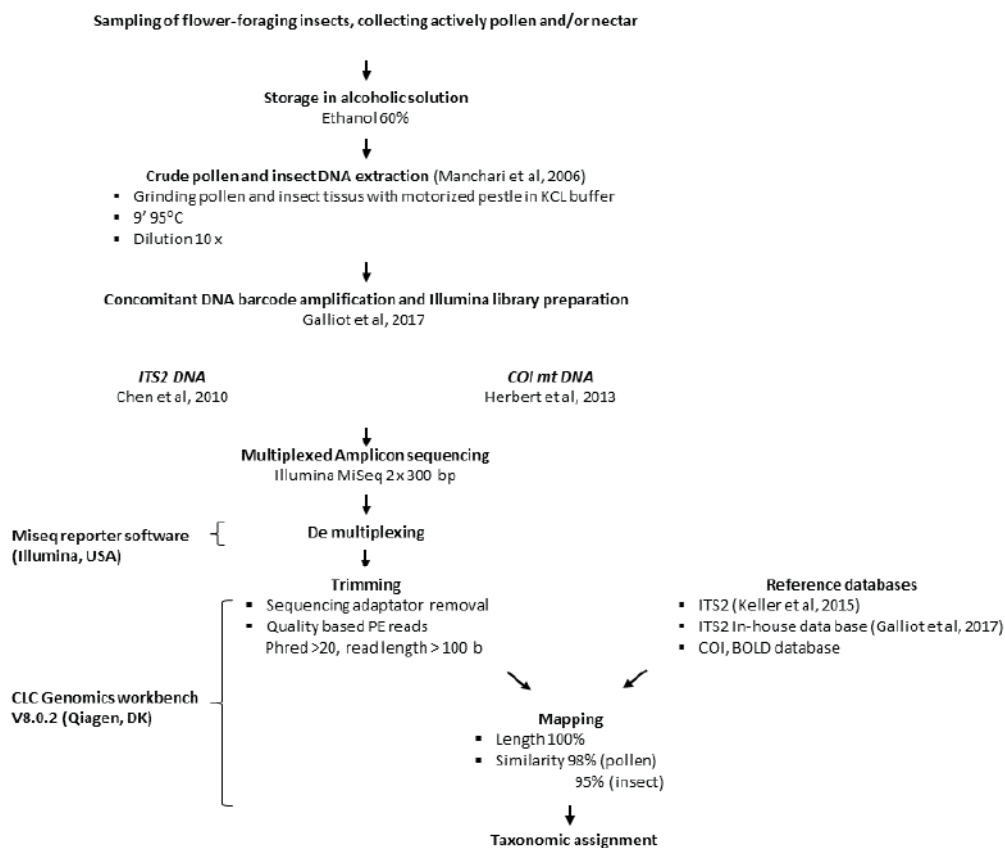 Sampling of flower-foraging insects, collecting actively pollen and/or nectar
Storage in alcoholic solution
Ethanol 60%
Crude pollen and insect DNA extraction (Manchari et al, 2006)
▪ Grinding pollen and insect tissue with motorized pestle in KCL buffer
▪ 9' 95°C
▪ Dilution 10 x
Concomitant DNA barcode amplification and Illumina library preparation
Galliot et al, 2017
ITS2 DNA
Chen et al, 2010
COI mt DNA
Herbert et al, 2013
Multiplexed Amplicon sequencing
Illumina MiSeq 2 x 300 bp
De multiplexing
Miseq reporter software
(Illumina, USA)
Trimming
▪ Sequencing adaptator removal
▪ Quality based PE reads
Phred >20, read length > 100 b
Reference databases
▪ ITS2 (Keller et al, 2015)
▪ ITS2 In-house data base (Galliot et al, 2017)
▪ COI, BOLD database
CLC Genomics workbench
V8.0.2 (Qiagen, DK)
Mapping
▪ Length 100%
▪ Similarity 98% (pollen)
95% (insect)
Taxonomic assignment